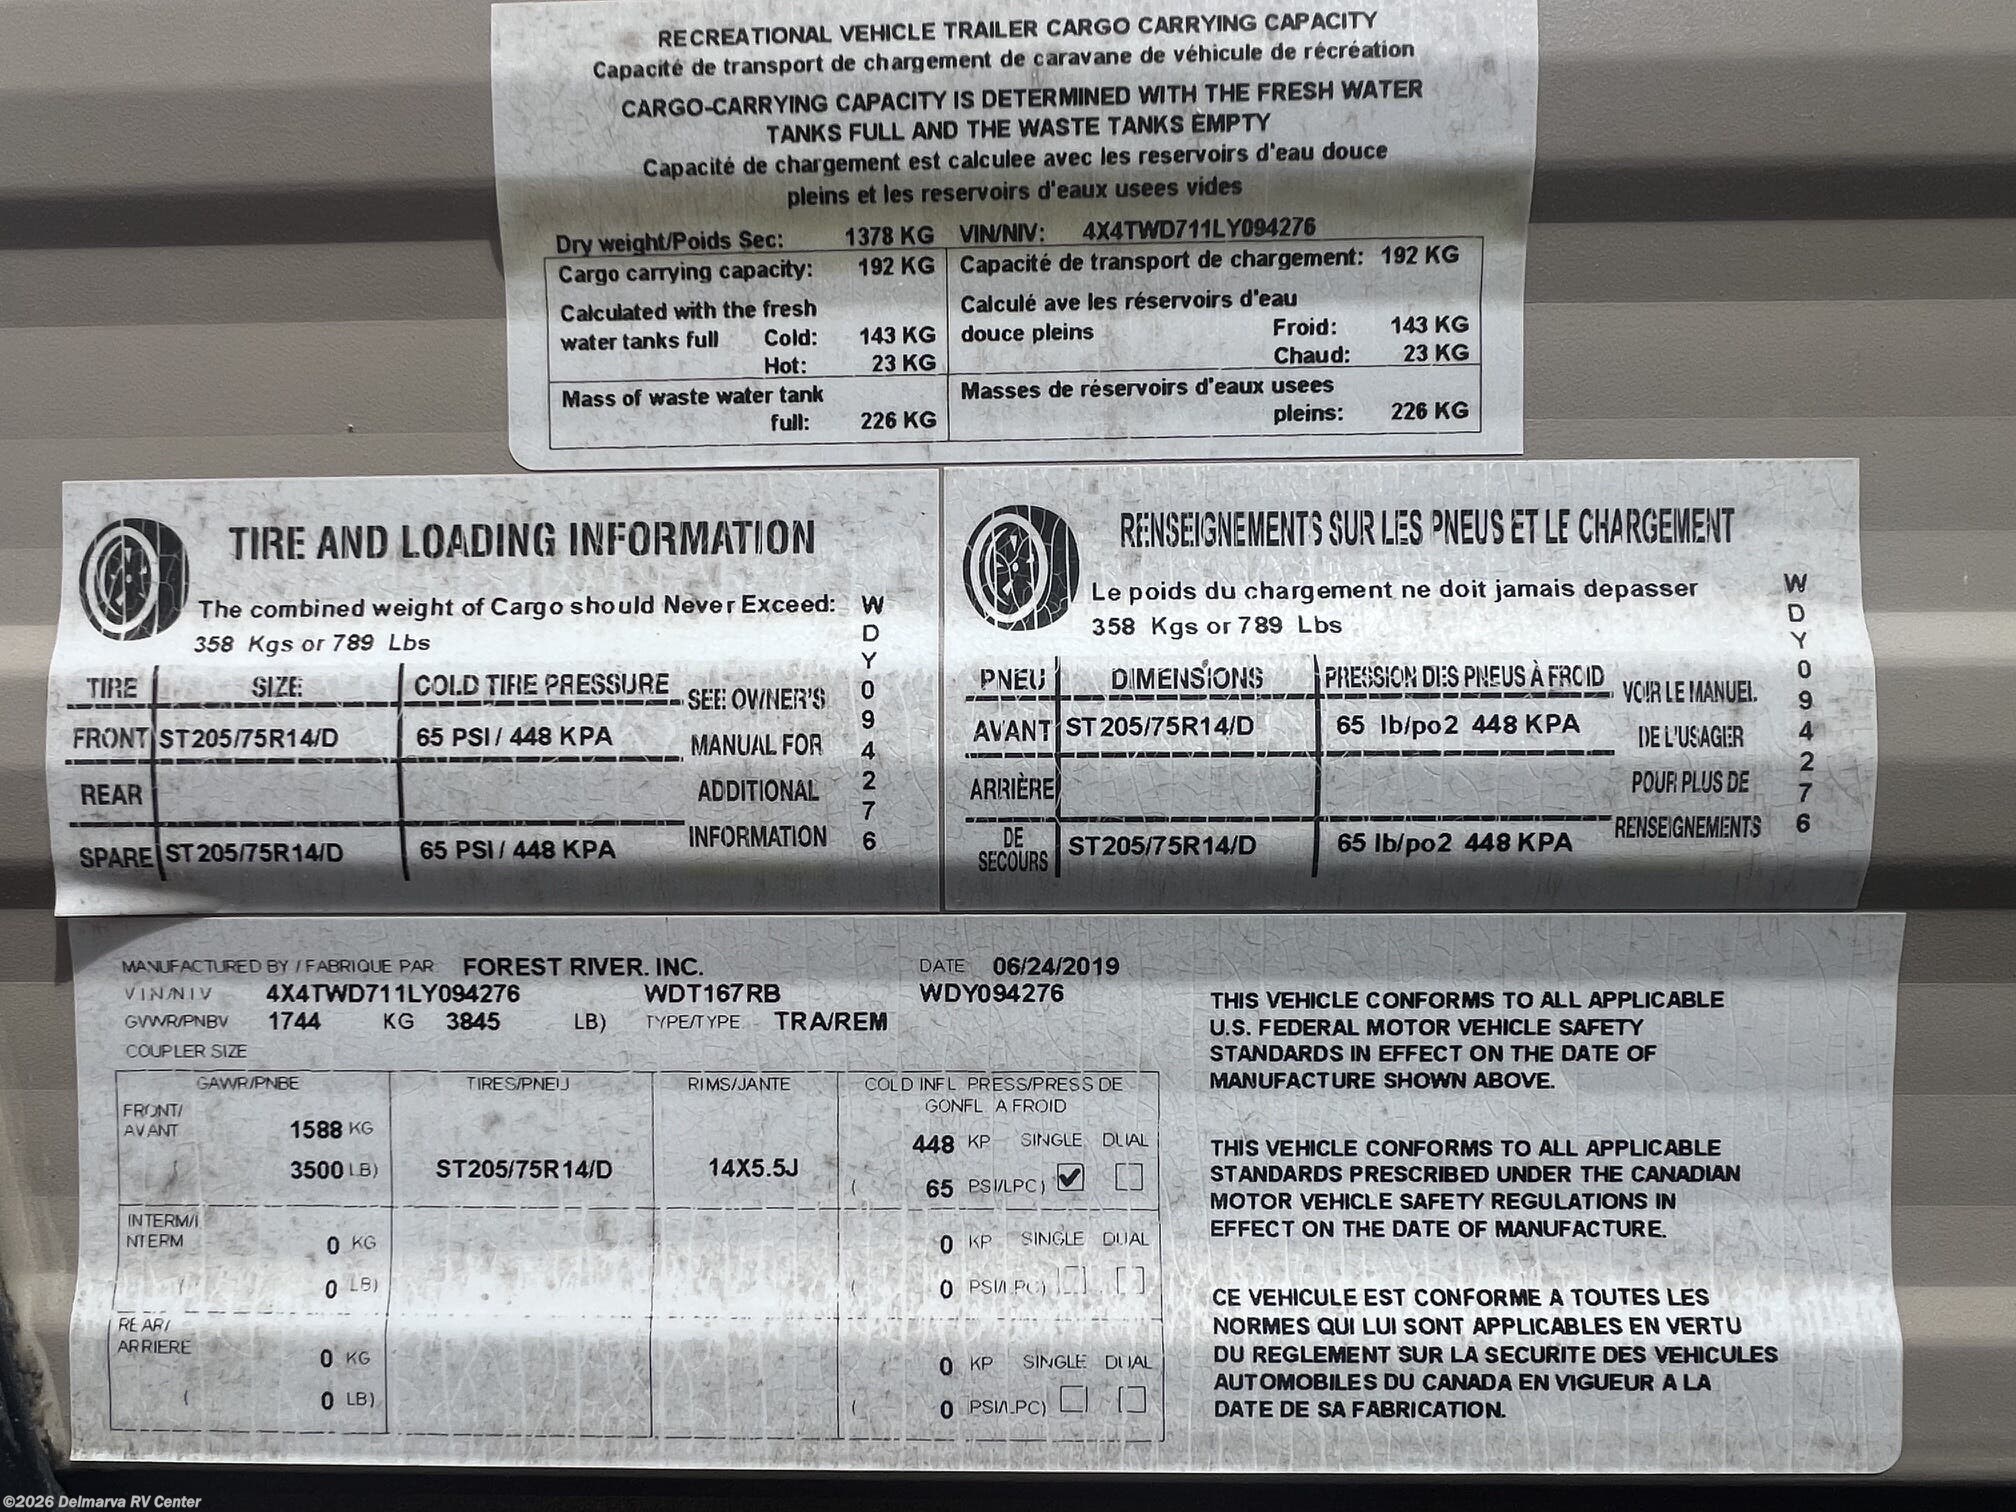 RECREATIONAL VEHICLE TRAILER CARGO CARRYING CAPACITY
Capacité de transport de chargement de caravane de véhicule de récréation
CARGO-CARRYING CAPACITY IS DETERMINED WITH THE FRESH WATER
TANKS FULL AND THE WASTE TANKS EMPTY
Capacité de chargement est calculee avec les reservoirs d'eau douce
pleins et les reservoirs d'eaux usees vides
Dry weight/Poids Sec: 1378 KG VIN/NIV: 4X4TWD711LY094276
Cargo carrying capacity: 192 KG Capacité de transport de chargement: 192 KG
Calculated with the fresh Calculé ave les réservoirs d'eau
water tanks full Cold: 143 KG douce pleins Froid: 143 KG
Hot: 23 KG Chaud: 23 KG
Mass of waste water tank Masses de réservoirs d'eaux usees
full: 226 KG pleins: 226 KG
TIRE AND LOADING INFORMATION
The combined weight of Cargo should Never Exceed:
358 Kgs or 789 Lbs
TIRE SIZE COLD TIRE PRESSURE
FRONT ST205/75R14/D 65 PSI / 448 KPA
REAR
SPARE ST205/75R14/D 65 PSI / 448 KPA
SEE OWNER'S
MANUAL FOR
ADDITIONAL
INFORMATION
W
D
Y
0
9
4
2
7
6
RENSEIGNEMENTS SUR LES PNEUS ET LE CHARGEMENT
Le poids du chargement ne doit jamais depasser
358 Kgs or 789 Lbs
PNEU DIMENSIONS PRESSION DES PNEUS À FROID
AVANT ST205/75R14/D 65 lb/po2 448 KPA
ARRIÈRE
DE
SECOURS ST205/75R14/D 65 lb/po2 448 KPA
VOIR LE MANUEL
DE L'USAGER
POUR PLUS DE
RENSEIGNEMENTS
W
D
Y
0
9
4
2
7
6
MANUFACTURED BY / FABRIQUE PAR FOREST RIVER. INC. DATE 06/24/2019
VIN/NIV 4X4TWD711LY094276 WDT167RB WDY094276
GVWR/PNBV 1744 KG 3845 LB) TYPE/TYPE TRA/REM
COUPLER SIZE
GAWR/PNBE TIRES/PNEU RIMS/JANTE COLD INFL PRESS/PRESS DE
GONFL A FROID
FRONT/
AVANT 1588 KG 448 KP SINGLE DUAL
( 3500 LB) ST205/75R14/D 14X5.5J ( 65 PSI/LPC) ✔
INTERM/I
NTERM 0 KG 0 KP SINGLE DUAL
( 0 LB) ( 0 PSI/LPC)
REAR/
ARRIERE 0 KG 0 KP SINGLE DUAL
( 0 LB) ( 0 PSI/LPC)
THIS VEHICLE CONFORMS TO ALL APPLICABLE
U.S. FEDERAL MOTOR VEHICLE SAFETY
STANDARDS IN EFFECT ON THE DATE OF
MANUFACTURE SHOWN ABOVE.
THIS VEHICLE CONFORMS TO ALL APPLICABLE
STANDARDS PRESCRIBED UNDER THE CANADIAN
MOTOR VEHICLE SAFETY REGULATIONS IN
EFFECT ON THE DATE OF MANUFACTURE.
CE VEHICULE EST CONFORME A TOUTES LES
NORMES QUI LUI SONT APPLICABLES EN VERTU
DU REGLEMENT SUR LA SECURITE DES VEHICULES
AUTOMOBILES DU CANADA EN VIGUEUR A LA
DATE DE SA FABRICATION.
©2026 Delmarva RV Center